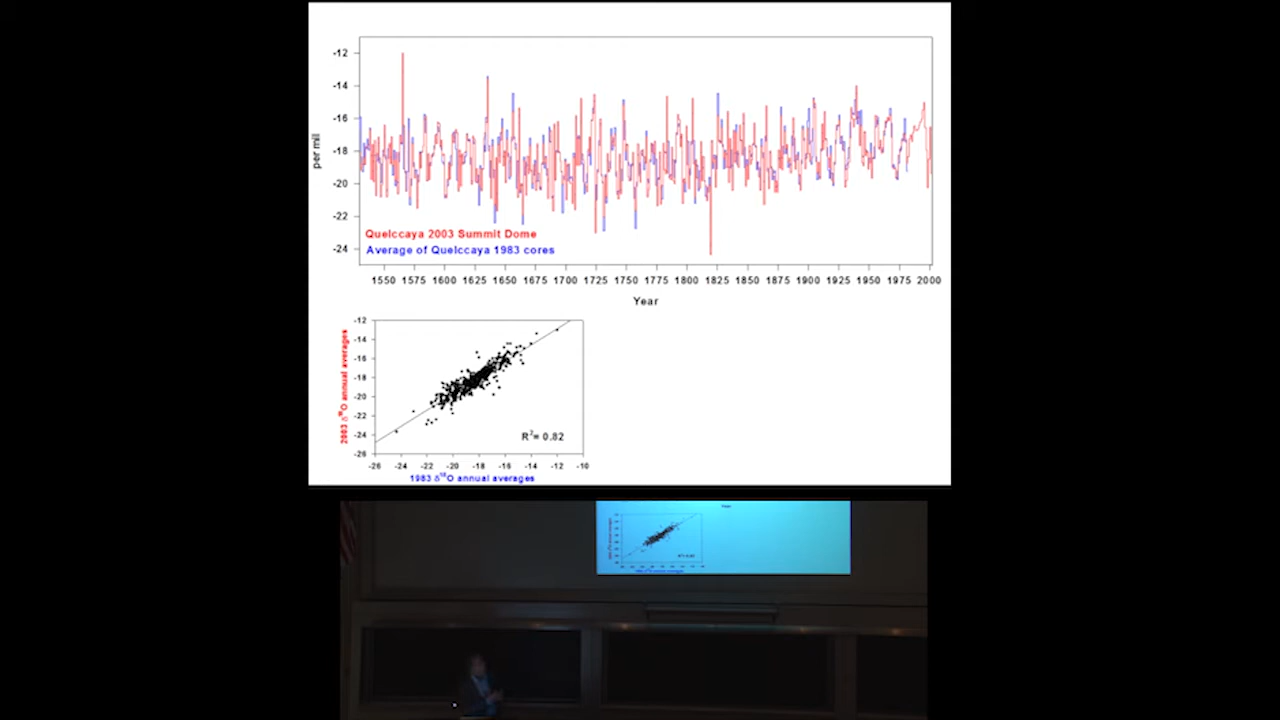 -12
-14
-16
-18
-20
-22
-24
per mil
Quelccaya 2003 Summit Dome
Average of Quelccaya 1983 cores
1550 1575 1600 1625 1650 1675 1700 1725 1750 1775 1800 1825 1850 1875 1900 1925 1950 1975 2000
Year
-12
-14
-16
-18
-20
-22
-24
-26
2003 δ18O annual averages
R2= 0.82
-26 -24 -22 -20 -18 -16 -14 -12 -10
1983 δ18O annual averages